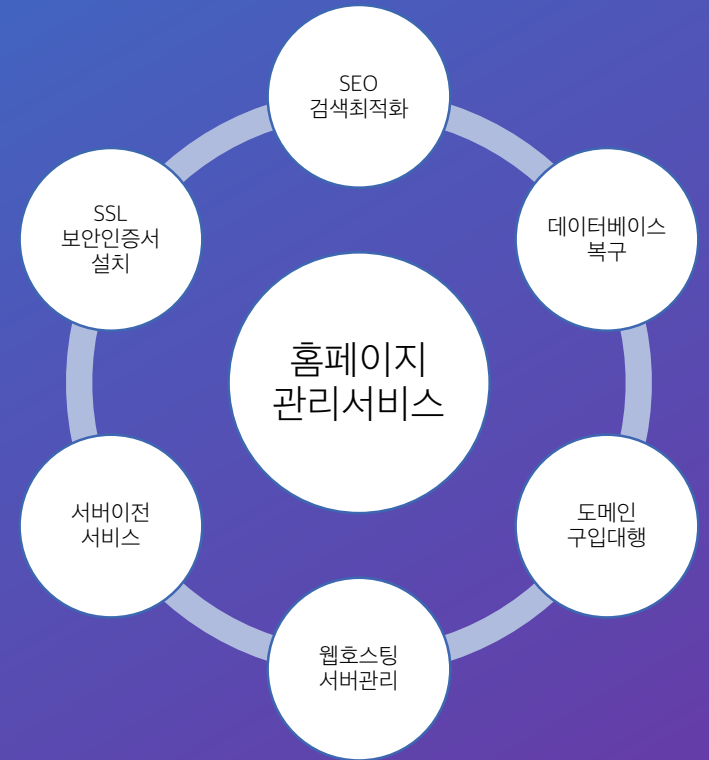 SEO
검색최적화
데이터베이스
복구
도메인
구입대행
웹호스팅
서버관리
서버이전
서비스
SSL
보안인증서
설치
홈페이지
관리서비스